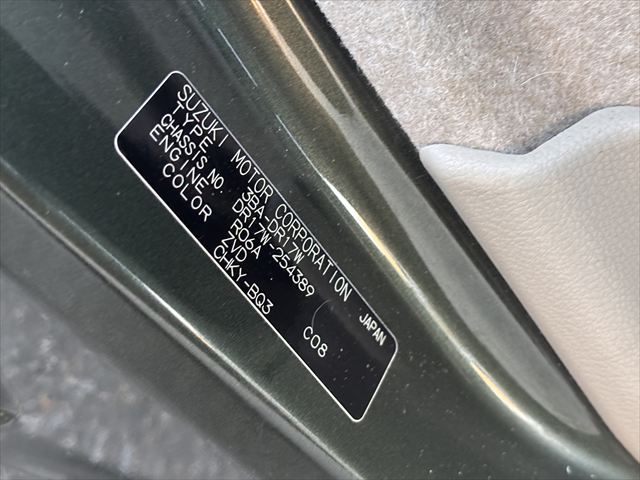 SUZUKI MOTOR CORPORATION JAPAN
TYPE 3BA-DR17W
CHASSIS NO. DR17W-254389
ENGINE R06A
COLOR ZVD C08
CHKY-BQ3